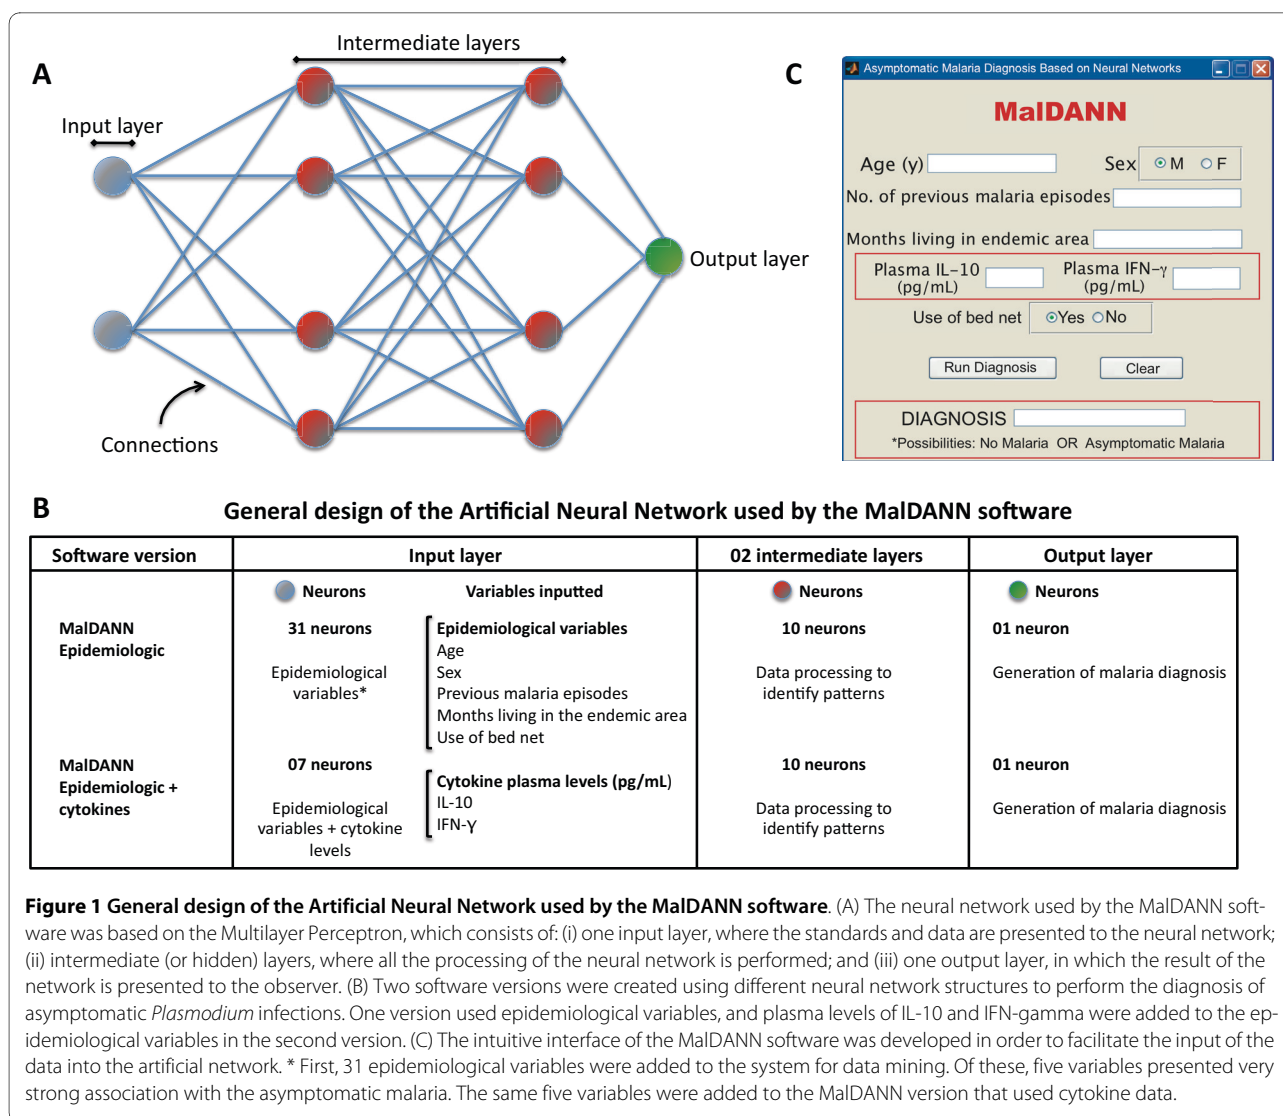 A
Intermediate layers
Input layer
Output layer
Connections
C
Asymptomatic Malaria Diagnosis Based on Neural Networks
MalDANN
Age (y)
Sex
M
F
No. of previous malaria episodes
Months living in endemic area
Plasma IL-10
(pg/mL)
Plasma IFN-γ
(pg/mL)
Use of bed net
Yes
No
Run Diagnosis
Clear
DIAGNOSIS
*Possibilities: No Malaria OR Asymptomatic Malaria
B
General design of the Artificial Neural Network used by the MalDANN software
Software version
Input layer
02 intermediate layers
Output layer
Neurons
Variables inputted
Neurons
Neurons
MalDANN
Epidemiologic
31 neurons
Epidemiological
variables*
Epidemiological variables
Age
Sex
Previous malaria episodes
Months living in the endemic area
Use of bed net
10 neurons
Data processing to
identify patterns
01 neuron
Generation of malaria diagnosis
MalDANN
Epidemiologic +
cytokines
07 neurons
Epidemiological
variables + cytokine
levels
Cytokine plasma levels (pg/mL)
IL-10
IFN-γ
10 neurons
Data processing to
identify patterns
01 neuron
Generation of malaria diagnosis
Figure 1 General design of the Artificial Neural Network used by the MalDANN software. (A) The neural network used by the MalDANN soft-
ware was based on the Multilayer Perceptron, which consists of: (i) one input layer, where the standards and data are presented to the neural network;
(ii) intermediate (or hidden) layers, where all the processing of the neural network is performed; and (iii) one output layer, in which the result of the
network is presented to the observer. (B) Two software versions were created using different neural network structures to perform the diagnosis of
asymptomatic Plasmodium infections. One version used epidemiological variables, and plasma levels of IL-10 and IFN-gamma were added to the ep-
idemiological variables in the second version. (C) The intuitive interface of the MalDANN software was developed in order to facilitate the input of the
data into the artificial network. * First, 31 epidemiological variables were added to the system for data mining. Of these, five variables presented very
strong association with the asymptomatic malaria. The same five variables were added to the MalDANN version that used cytokine data.